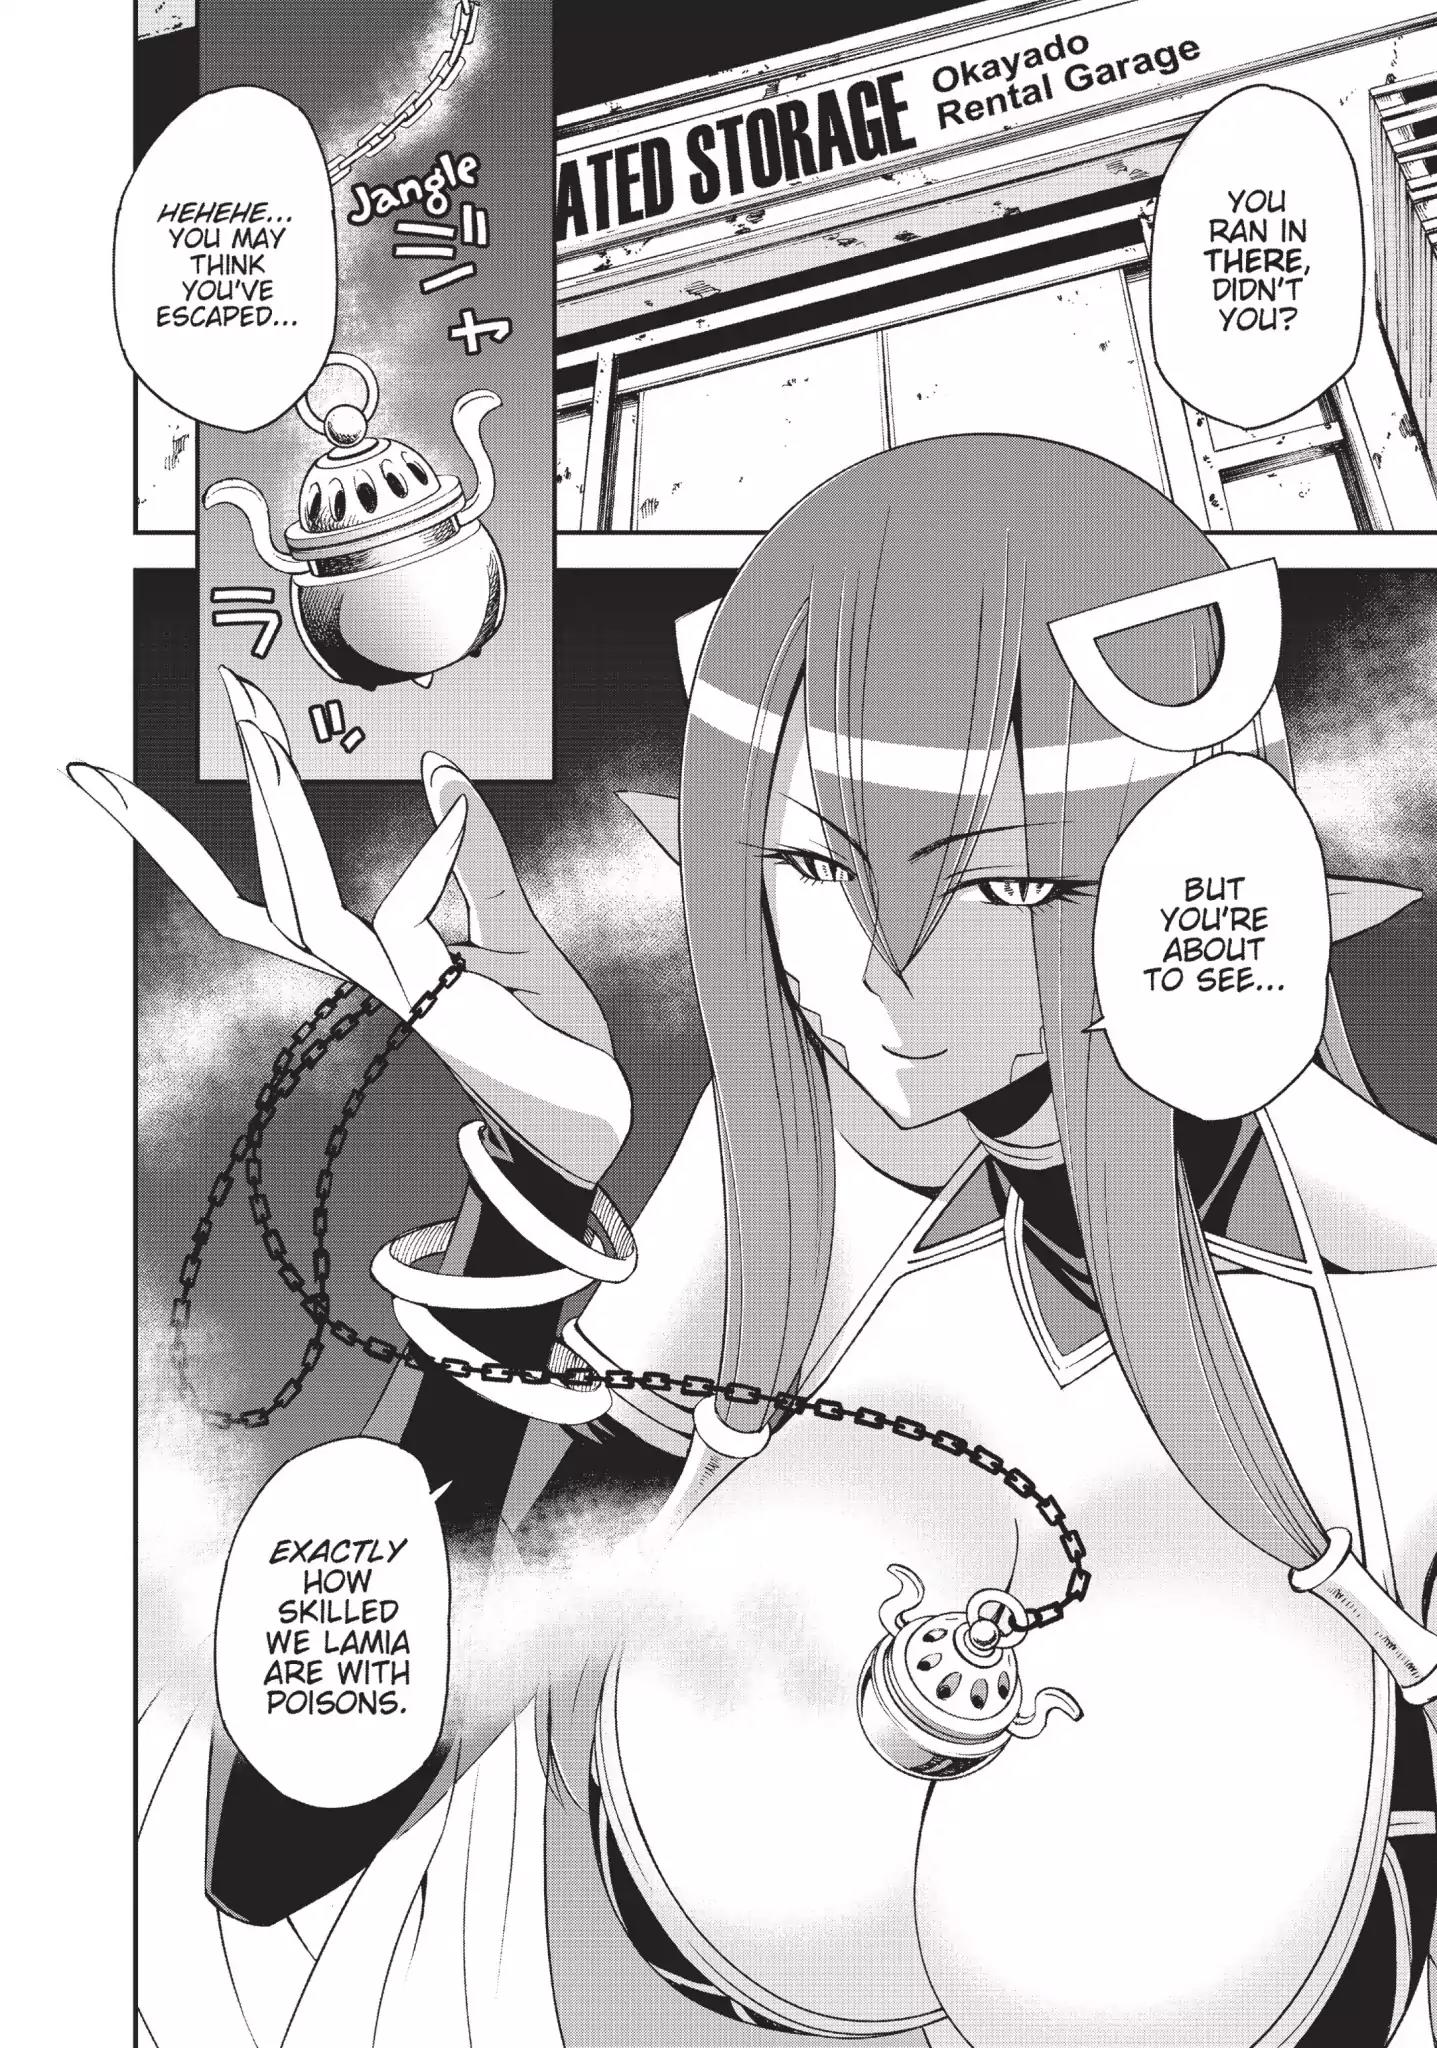 YOU
RAN IN
THERE,
DIDN'T
YOU?
ATED STORAGE
Okayado
Rental Garage
HEHEHE...
YOU MAY
THINK
YOU'VE
ESCAPED...
Jangle
ジャラッ
BUT
YOU'RE
ABOUT
TO SEE...
EXACTLY
HOW
SKILLED
WE LAMIA
ARE WITH
POISONS.